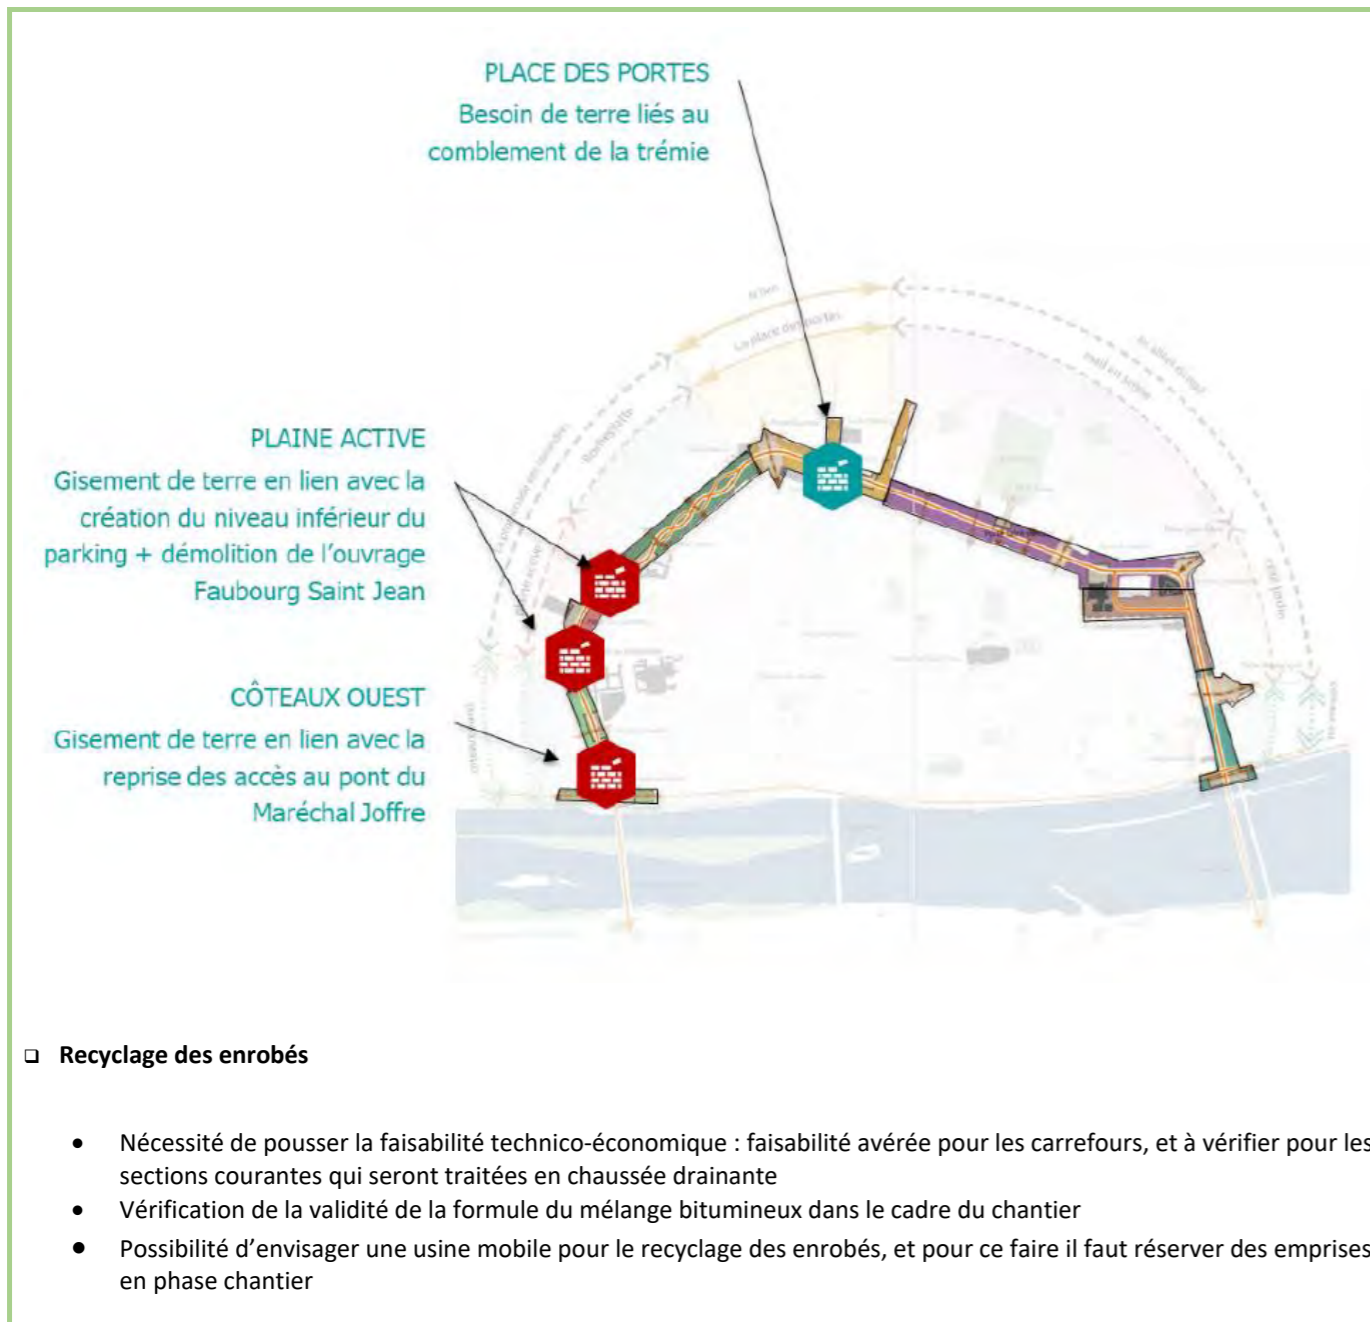 PLACE DES PORTES
Besoin de terre liés au
comblement de la trémie
La place des portes
PLAINE ACTIVE
Gisement de terre en lien avec la
création du niveau inférieur du
parking + démolition de l'ouvrage
Faubourg Saint Jean
CÔTEAUX OUEST
Gisement de terre en lien avec la
reprise des accès au pont du
Maréchal Joffre
❑ Recyclage des enrobés
• Nécessité de pousser la faisabilité technico-économique : faisabilité avérée pour les carrefours, et à vérifier pour les
sections courantes qui seront traitées en chaussée drainante
• Vérification de la validité de la formule du mélange bitumineux dans le cadre du chantier
• Possibilité d'envisager une usine mobile pour le recyclage des enrobés, et pour ce faire il faut réserver des emprises
en phase chantier